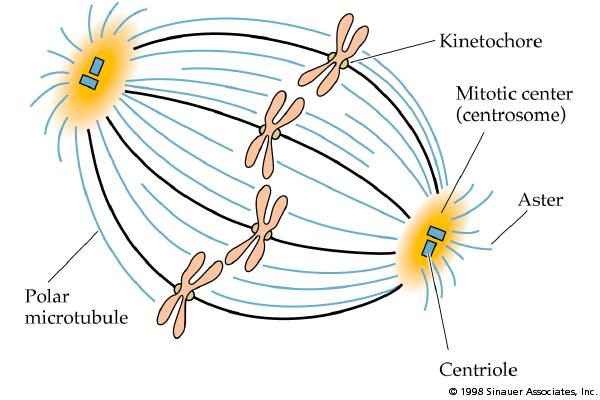 Kinetochore
Mitotic center
(centrosome)
Aster
Polar
microtubule
Centriole
© 1998 Sinauer Associates, Inc.